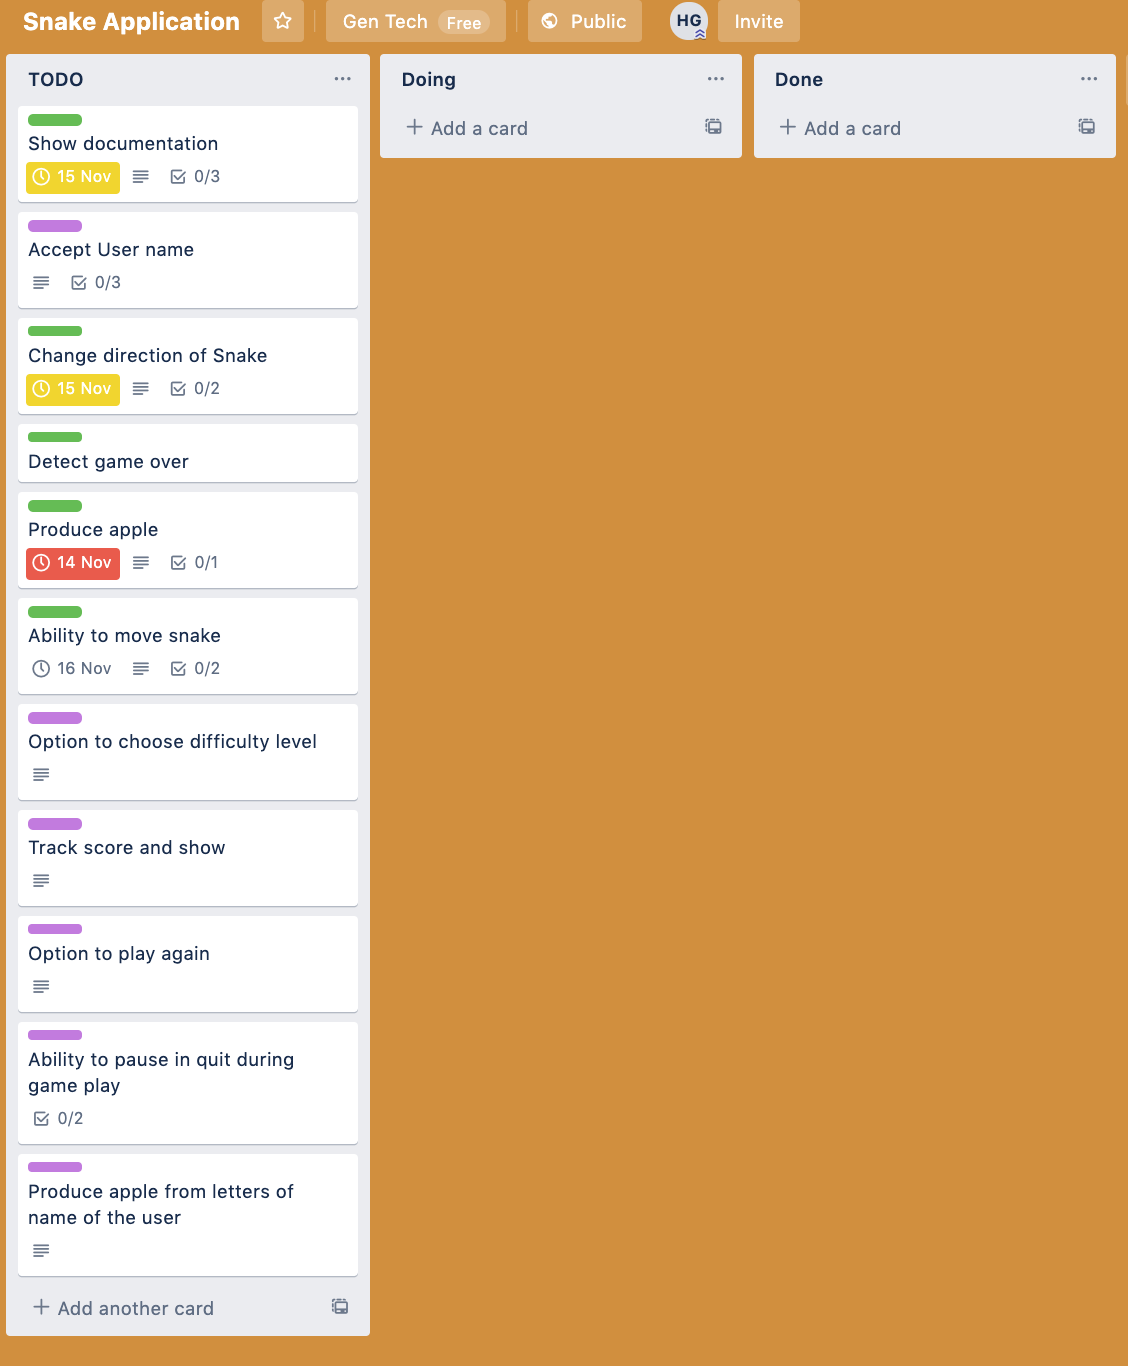 Snake Application
Gen Tech Free
Public
HG
Invite
TODO
Show documentation
15 Nov 0/3
Accept User name
0/3
Change direction of Snake
15 Nov 0/2
Detect game over
Produce apple
14 Nov 0/1
Ability to move snake
16 Nov 0/2
Option to choose difficulty level
Track score and show
Option to play again
Ability to pause in quit during
game play
0/2
Produce apple from letters of
name of the user
Add another card
Doing
Add a card
Done
Add a card